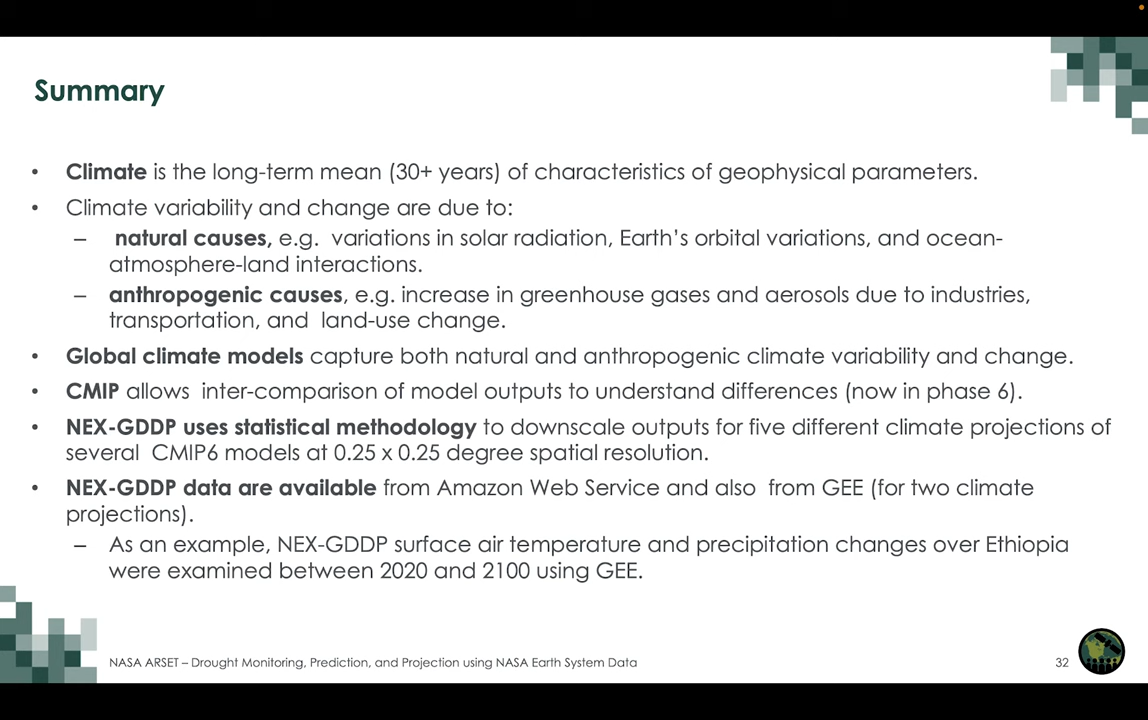 Summary
• Climate is the long-term mean (30+ years) of characteristics of geophysical parameters.
• Climate variability and change are due to:
– natural causes, e.g. variations in solar radiation, Earth's orbital variations, and ocean-
atmosphere-land interactions.
– anthropogenic causes, e.g. increase in greenhouse gases and aerosols due to industries,
transportation, and land-use change.
• Global climate models capture both natural and anthropogenic climate variability and change.
• CMIP allows inter-comparison of model outputs to understand differences (now in phase 6).
• NEX-GDDP uses statistical methodology to downscale outputs for five different climate projections of
several CMIP6 models at 0.25 x 0.25 degree spatial resolution.
• NEX-GDDP data are available from Amazon Web Service and also from GEE (for two climate
projections).
– As an example, NEX-GDDP surface air temperature and precipitation changes over Ethiopia
were examined between 2020 and 2100 using GEE.
NASA ARSET – Drought Monitoring, Prediction, and Projection using NASA Earth System Data
32